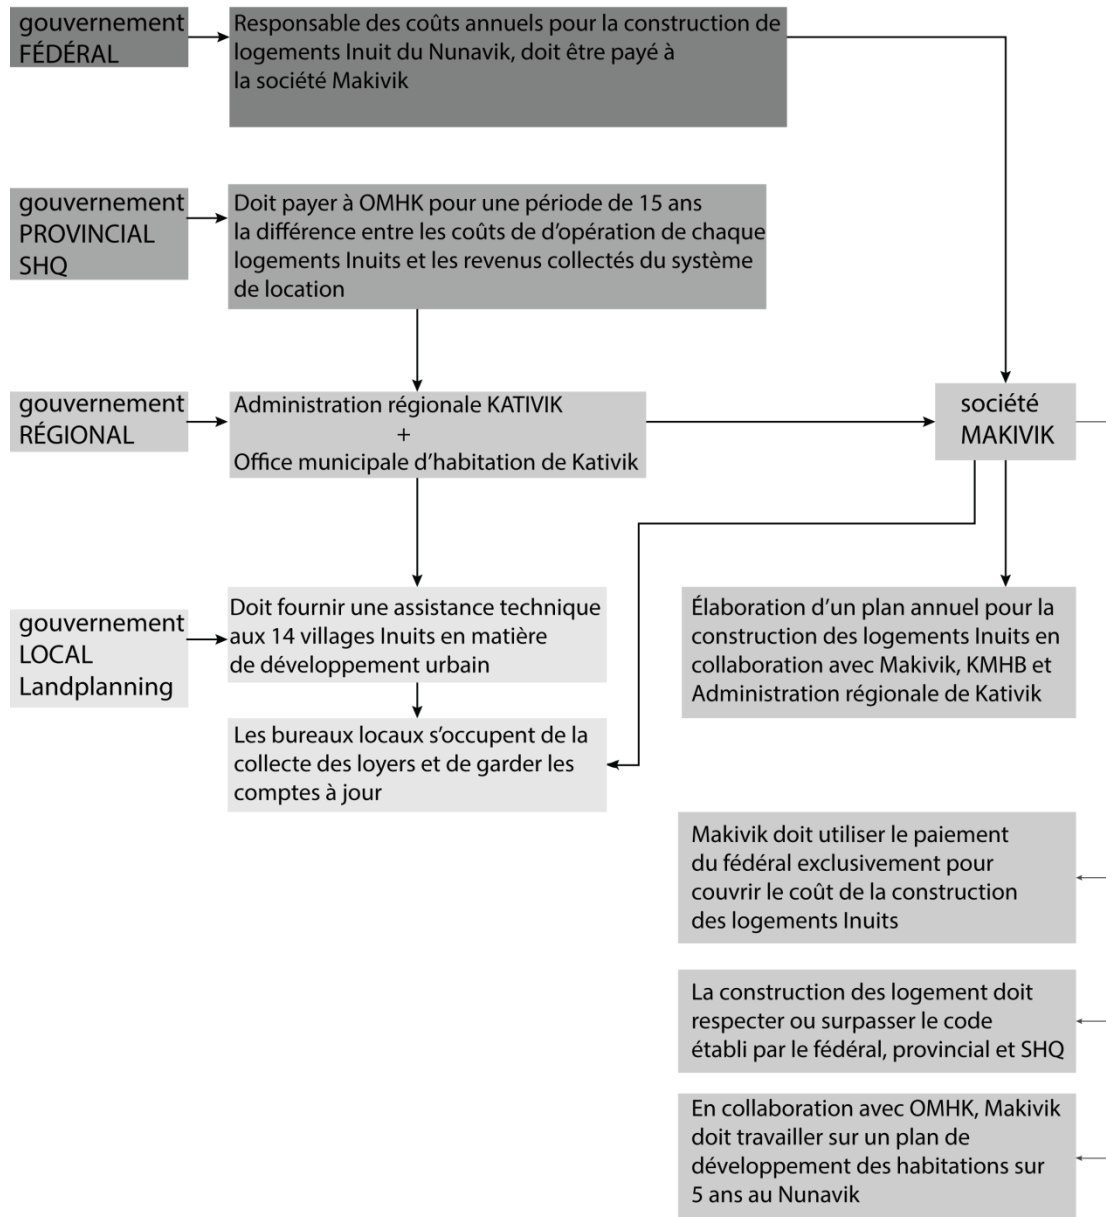 gouvernement
FÉDÉRAL
Responsable des coûts annuels pour la construction de
logements Inuit du Nunavik, doit être payé à
la société Makivik
gouvernement
PROVINCIAL
SHQ
Doit payer à OMHK pour une période de 15 ans
la différence entre les coûts de d'opération de chaque
logements Inuits et les revenus collectés du système
de location
gouvernement
RÉGIONAL
Administration régionale KATIVIK
+
Office municipale d'habitation de Kativik
société
MAKIVIK
gouvernement
LOCAL
Landplanning
Doit fournir une assistance technique
aux 14 villages Inuits en matière
de développement urbain
Élaboration d'un plan annuel pour la
construction des logements Inuits en
collaboration avec Makivik, KMHB et
Administration régionale de Kativik
Les bureaux locaux s'occupent de la
collecte des loyers et de garder les
comptes à jour
Makivik doit utiliser le paiement
du fédéral exclusivement pour
couvrir le coût de la construction
des logements Inuits
La construction des logement doit
respecter ou surpasser le code
établi par le fédéral, provincial et SHQ
En collaboration avec OMHK, Makivik
doit travailler sur un plan de
développement des habitations sur
5 ans au Nunavik